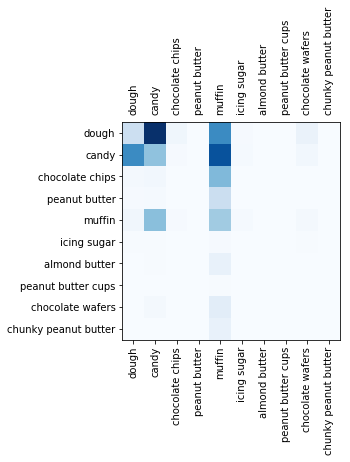 dough
candy
chocolate chips
peanut butter
muffin
icing sugar
almond butter
peanut butter cups
chocolate wafers
chunky peanut butter
dough
candy
chocolate chips
peanut butter
muffin
icing sugar
almond butter
peanut butter cups
chocolate wafers
chunky peanut butter
dough
candy
chocolate chips
peanut butter
muffin
icing sugar
almond butter
peanut butter cups
chocolate wafers
chunky peanut butter